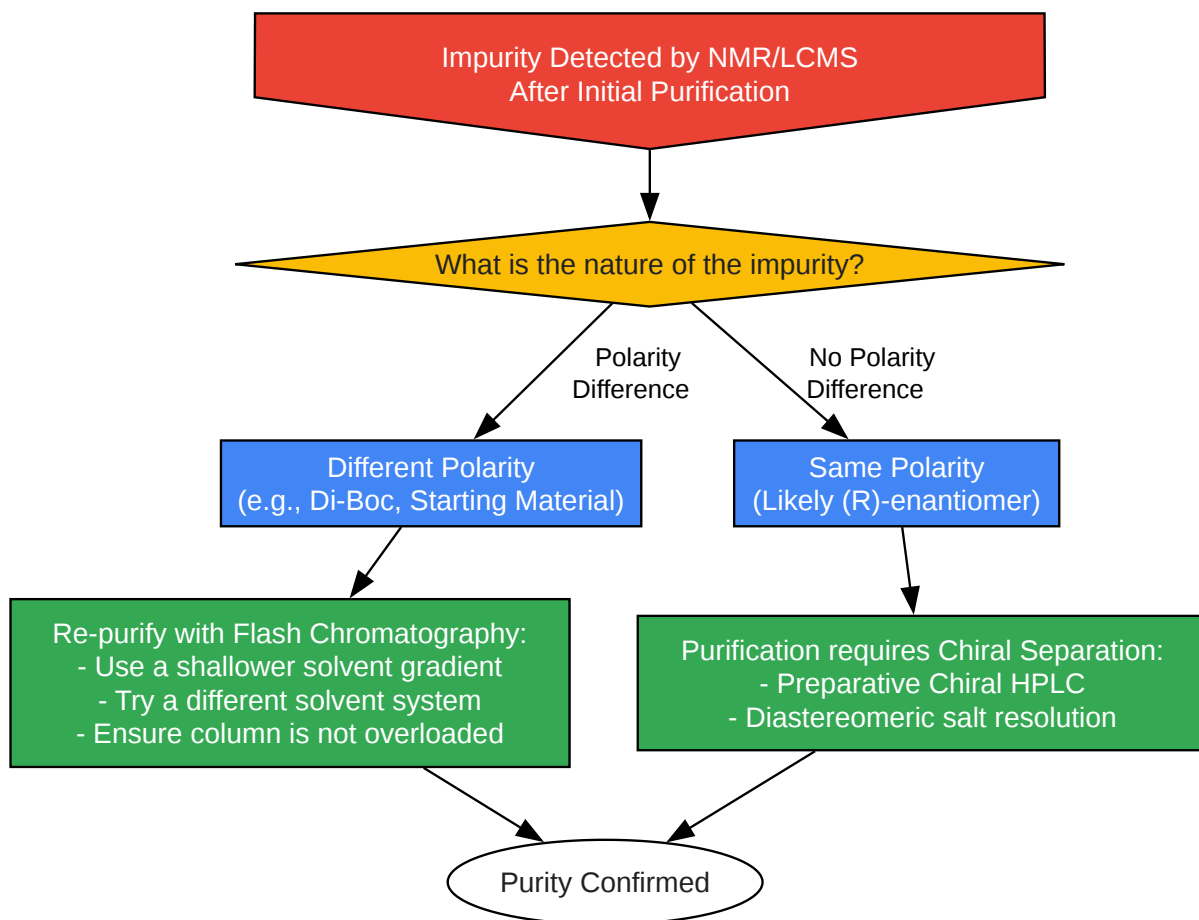 Impurity Detected by NMR/LCMS
After Initial Purification
What is the nature of the impurity?
Polarity
Difference
No Polarity
Difference
Different Polarity
(e.g., Di-Boc, Starting Material)
Same Polarity
(Likely (R)-enantiomer)
Re-purify with Flash Chromatography:
- Use a shallower solvent gradient
- Try a different solvent system
- Ensure column is not overloaded
Purification requires Chiral Separation:
- Preparative Chiral HPLC
- Diastereomeric salt resolution
Purity Confirmed